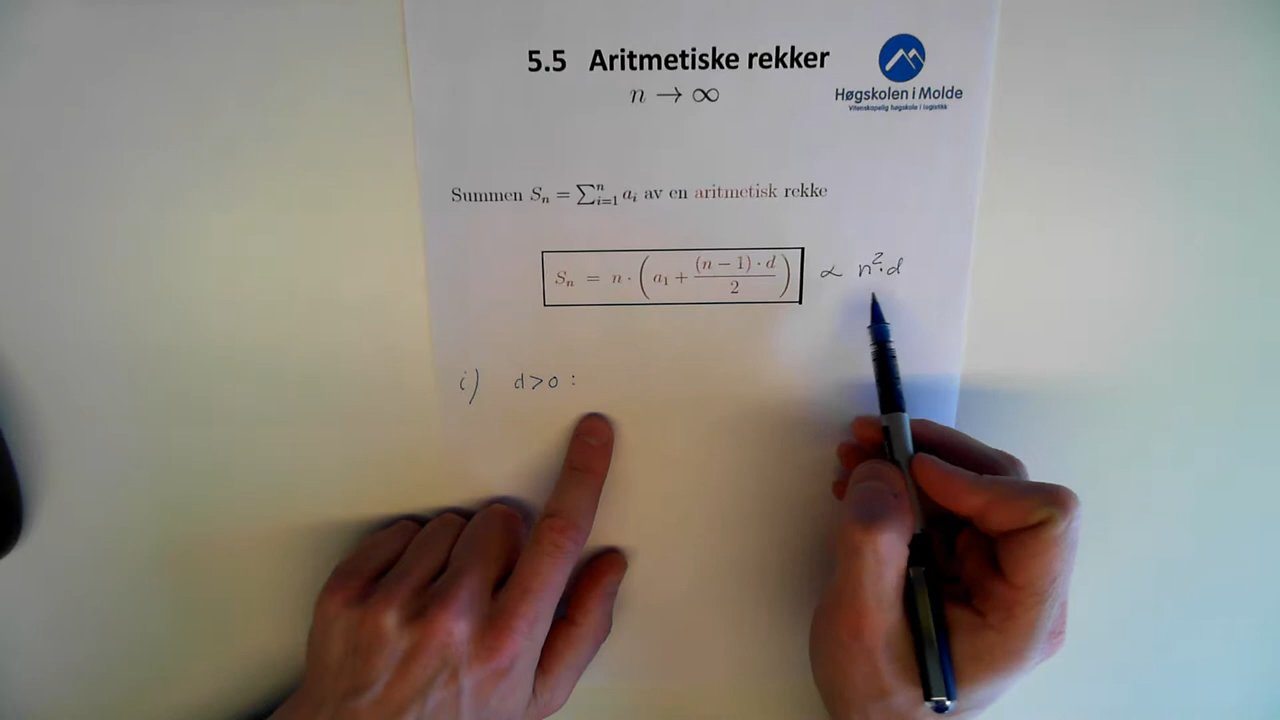 5.5 Aritmetiske rekker
n → ∞
Høgskolen i Molde
Vitenskapelig høgskole i logistikk
Summen Sₙ = ∑ⁿᵢ₌₁ aᵢ av en aritmetisk rekke
Sₙ = n · (a₁ + (n − 1) · d / 2) ∝ n² · d
i) d > 0 :